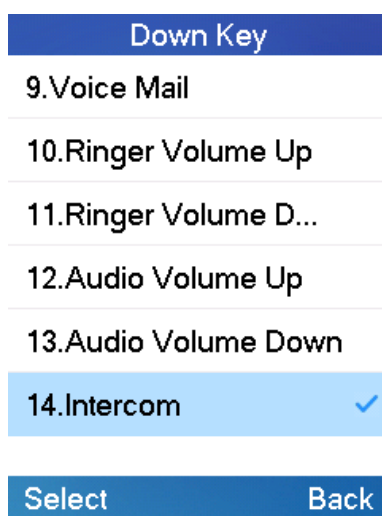 Down Key
9.Voice Mail
10.Ringer Volume Up
11.Ringer Volume D...
12.Audio Volume Up
13.Audio Volume Down
14.Intercom
Select Back